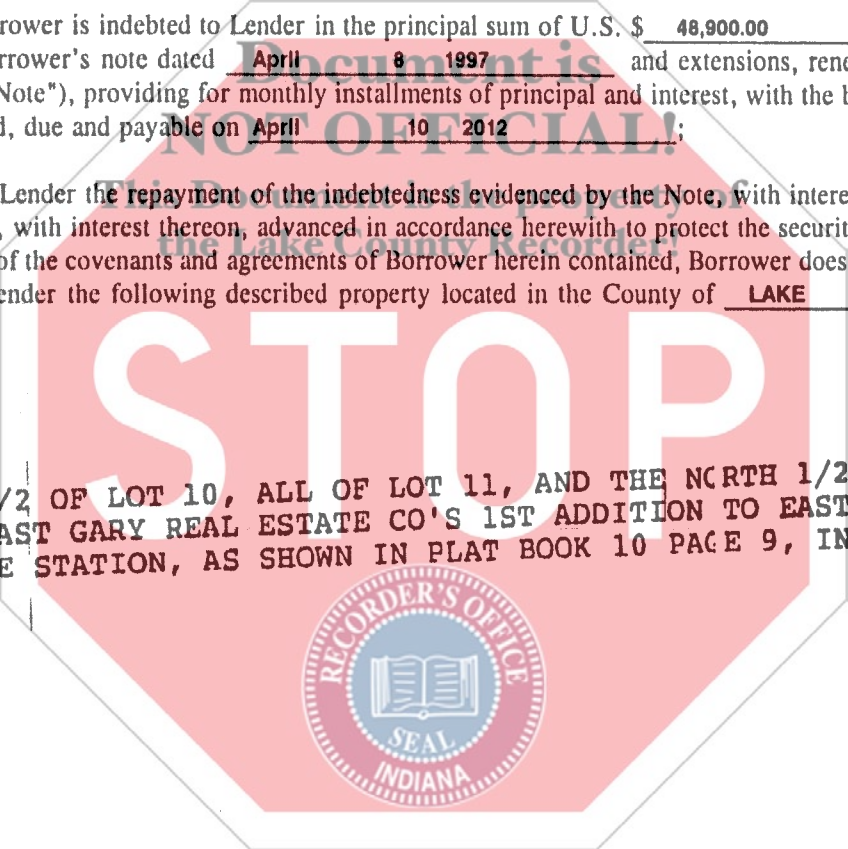 rower is indebted to Lender in the principal sum of U.S. $ 48,900.00
Document is
rrower's note dated April 8 1997 and extensions, rene
Note"), providing for monthly installments of principal and interest, with the b
NOT OFFICIAL!
d, due and payable on April 10 2012 ;
This Document is the property of
Lender the repayment of the indebtedness evidenced by the Note, with intere
, with interest thereon, advanced in accordance herewith to protect the securit
the Lake County Recorder!
of the covenants and agreements of Borrower herein contained, Borrower does
ender the following described property located in the County of LAKE
STOP
/2 OF LOT 10, ALL OF LOT 11, AND THE NCRTH 1/2
AST GARY REAL ESTATE CO'S 1ST ADDITION TO EAST
E STATION, AS SHOWN IN PLAT BOOK 10 PAGE 9, IN
RECORDER'S OFFICE
SEAL
INDIANA